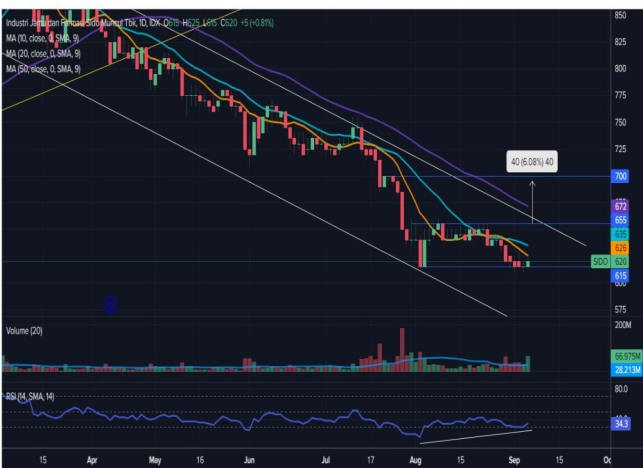 Industri Jamu dan Farmasi Sido Muncul Tbk, 1D, IDX O615 H625 L615 C620 +5 (+0.81%)
MA (10, close, 0, SMA, 9)
MA (20, close, 0, SMA, 9)
MA (50, close, 0, SMA, 9)
850
825
800
775
750
725
40 (6.08%) 40
700
672
655
635
626
SIDO 620
615
600
575
Volume (20)
200M
66.975M
28.213M
RSI (14, SMA, 14)
80.0
34.3
15 Apr May 16 Jun Jul 17 Aug 15 Sep 15 Oc